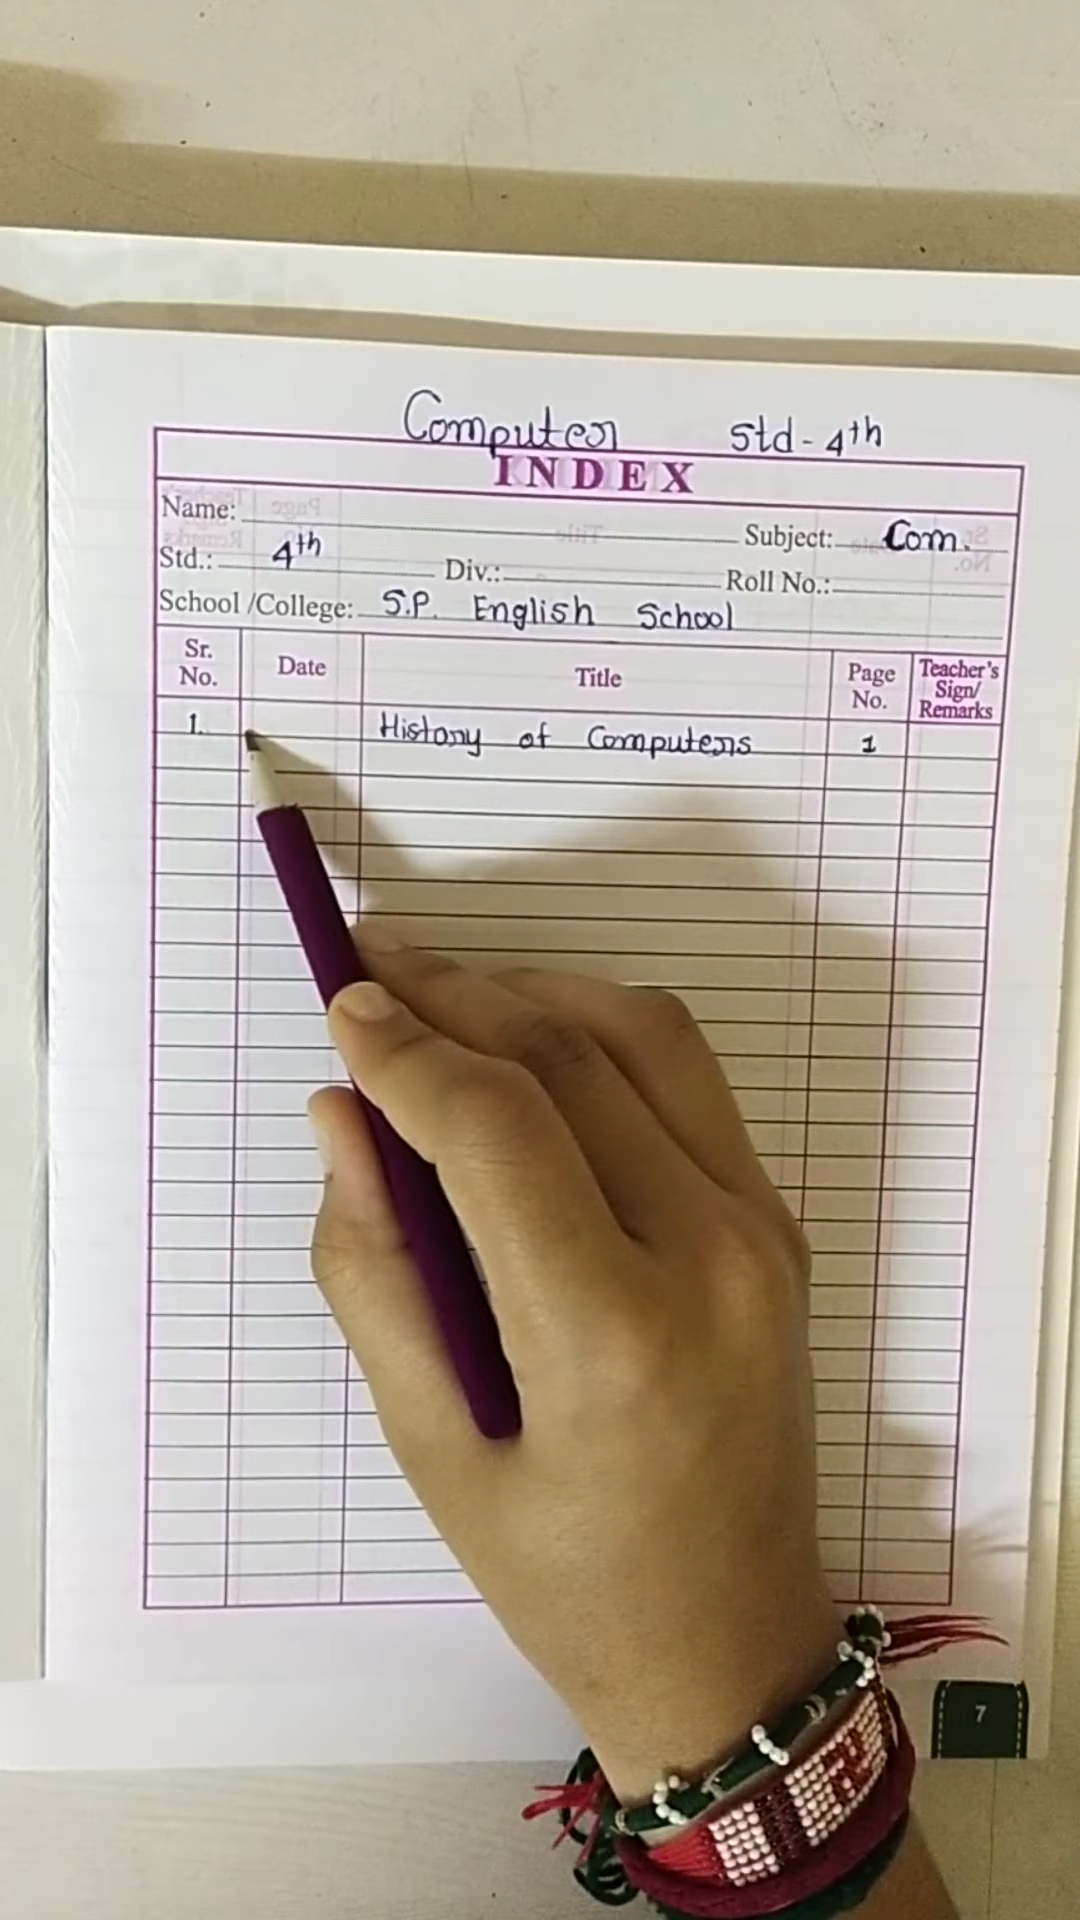 Computer Std - 4th
INDEX
Name:
Subject: Com.
Std.: 4th Div.: Roll No.:
School /College: S.P. English School
Sr. No. Date Title Page No. Teacher's Sign/ Remarks
1. History of Computers 1
7